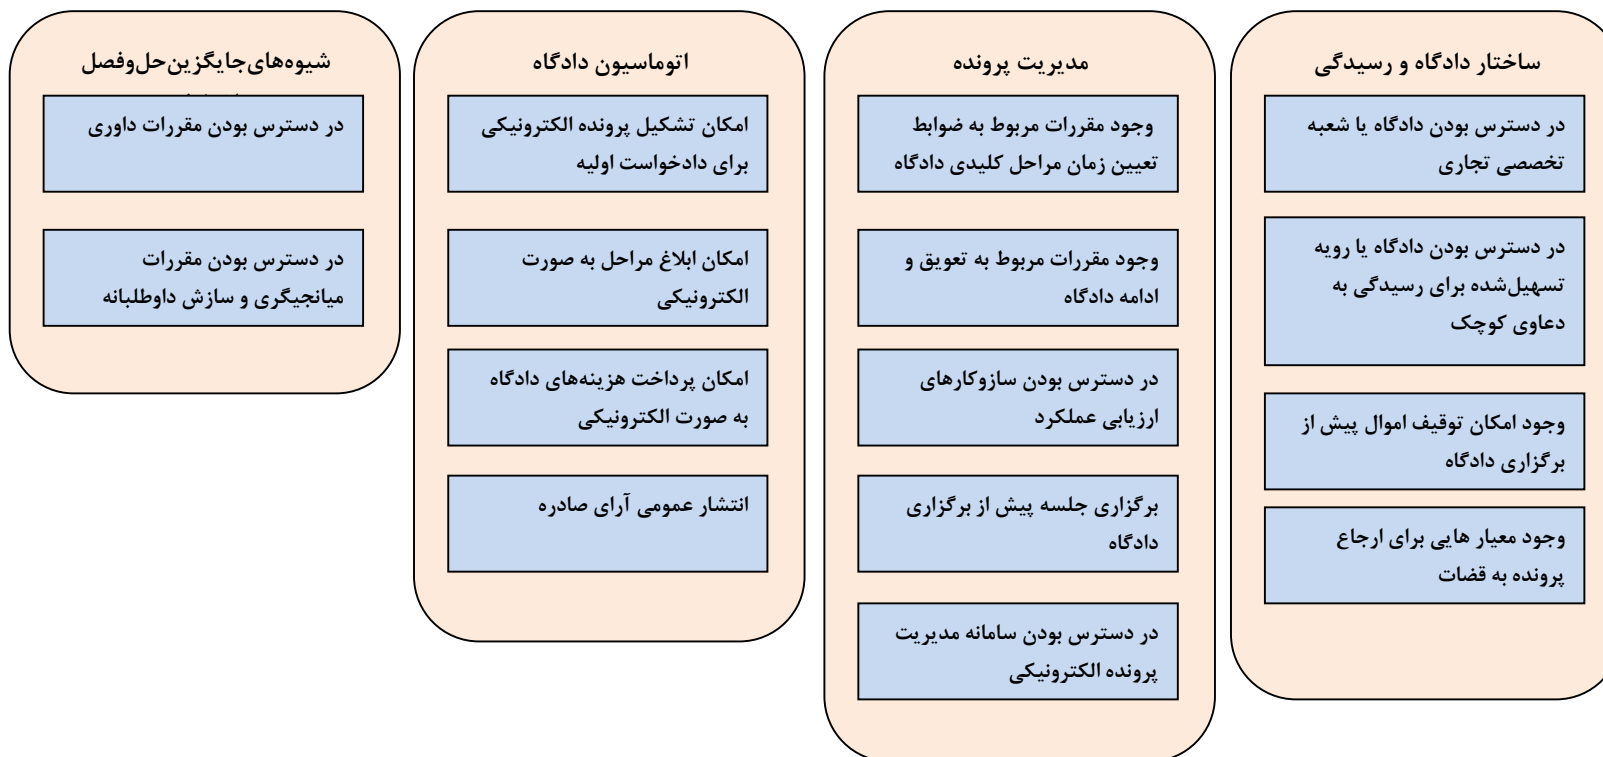 ساختار دادگاه و رسیدگی
در دسترس بودن دادگاه یا شعبه
تخصصی تجاری
در دسترس بودن دادگاه یا رویه
تسهیل‌شده برای رسیدگی به
دعاوی کوچک
وجود امکان توقیف اموال پیش از
برگزاری دادگاه
وجود معیار هایی برای ارجاع
پرونده به قضات
مدیریت پرونده
وجود مقررات مربوط به ضوابط
تعیین زمان مراحل کلیدی دادگاه
وجود مقررات مربوط به تعویق و
ادامه دادگاه
در دسترس بودن سازوکارهای
ارزیابی عملکرد
برگزاری جلسه پیش از برگزاری
دادگاه
در دسترس بودن سامانه مدیریت
پرونده الکترونیکی
اتوماسیون دادگاه
امکان تشکیل پرونده الکترونیکی
برای دادخواست اولیه
امکان ابلاغ مراحل به صورت
الکترونیکی
امکان پرداخت هزینه‌های دادگاه
به صورت الکترونیکی
انتشار عمومی آرای صادره
شیوه‌های‌جایگزین‌حل‌وفصل
در دسترس بودن مقررات داوری
در دسترس بودن مقررات
میانجیگری و سازش داوطلبانه